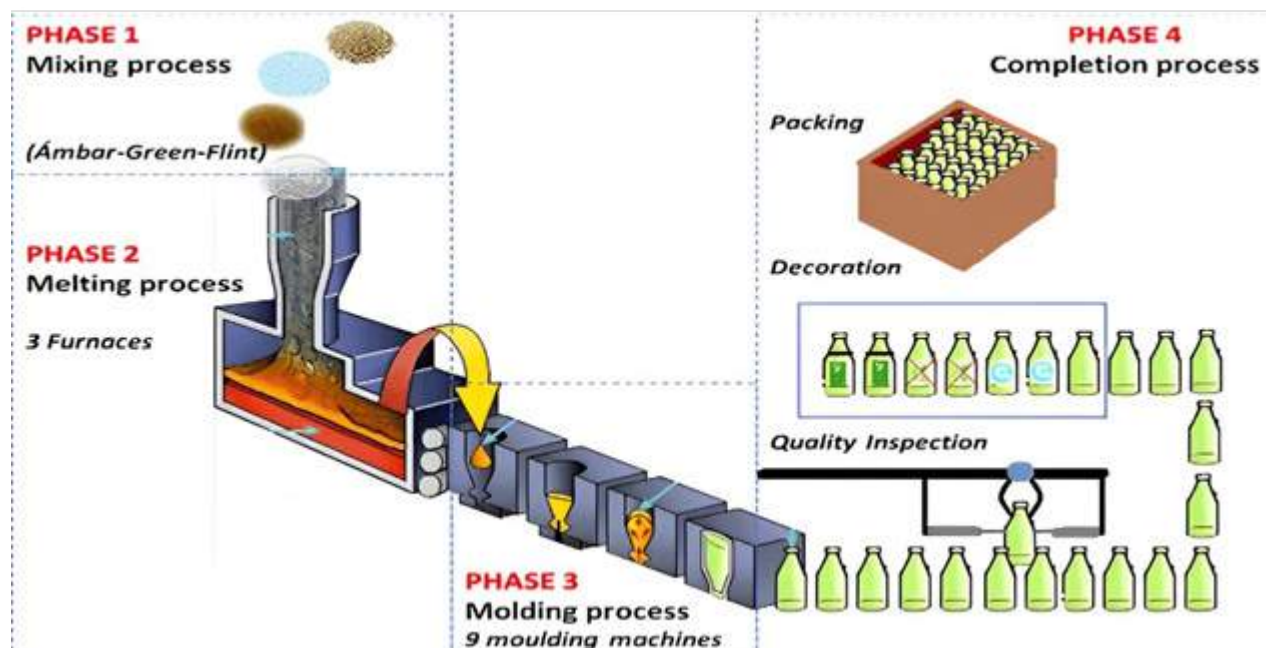 PHASE 1
Mixing process
(Ámbar-Green-Flint)
PHASE 2
Melting process
3 Furnaces
PHASE 3
Molding process
9 moulding machines
PHASE 4
Completion process
Packing
Decoration
Quality Inspection